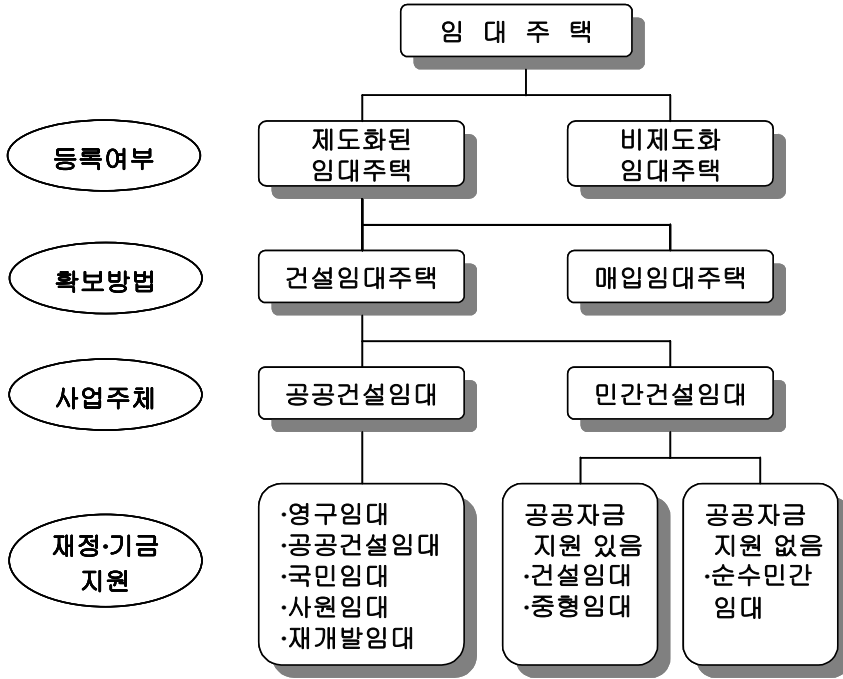 임 대 주 택
등록여부
제도화된
임대주택
비제도화
임대주택
확보방법
건설임대주택
매입임대주택
사업주체
공공건설임대
민간건설임대
재정·기금
지원
·영구임대
·공공건설임대
·국민임대
·사원임대
·재개발임대
공공자금
지원 있음
·건설임대
·중형임대
공공자금
지원 없음
·순수민간
임대